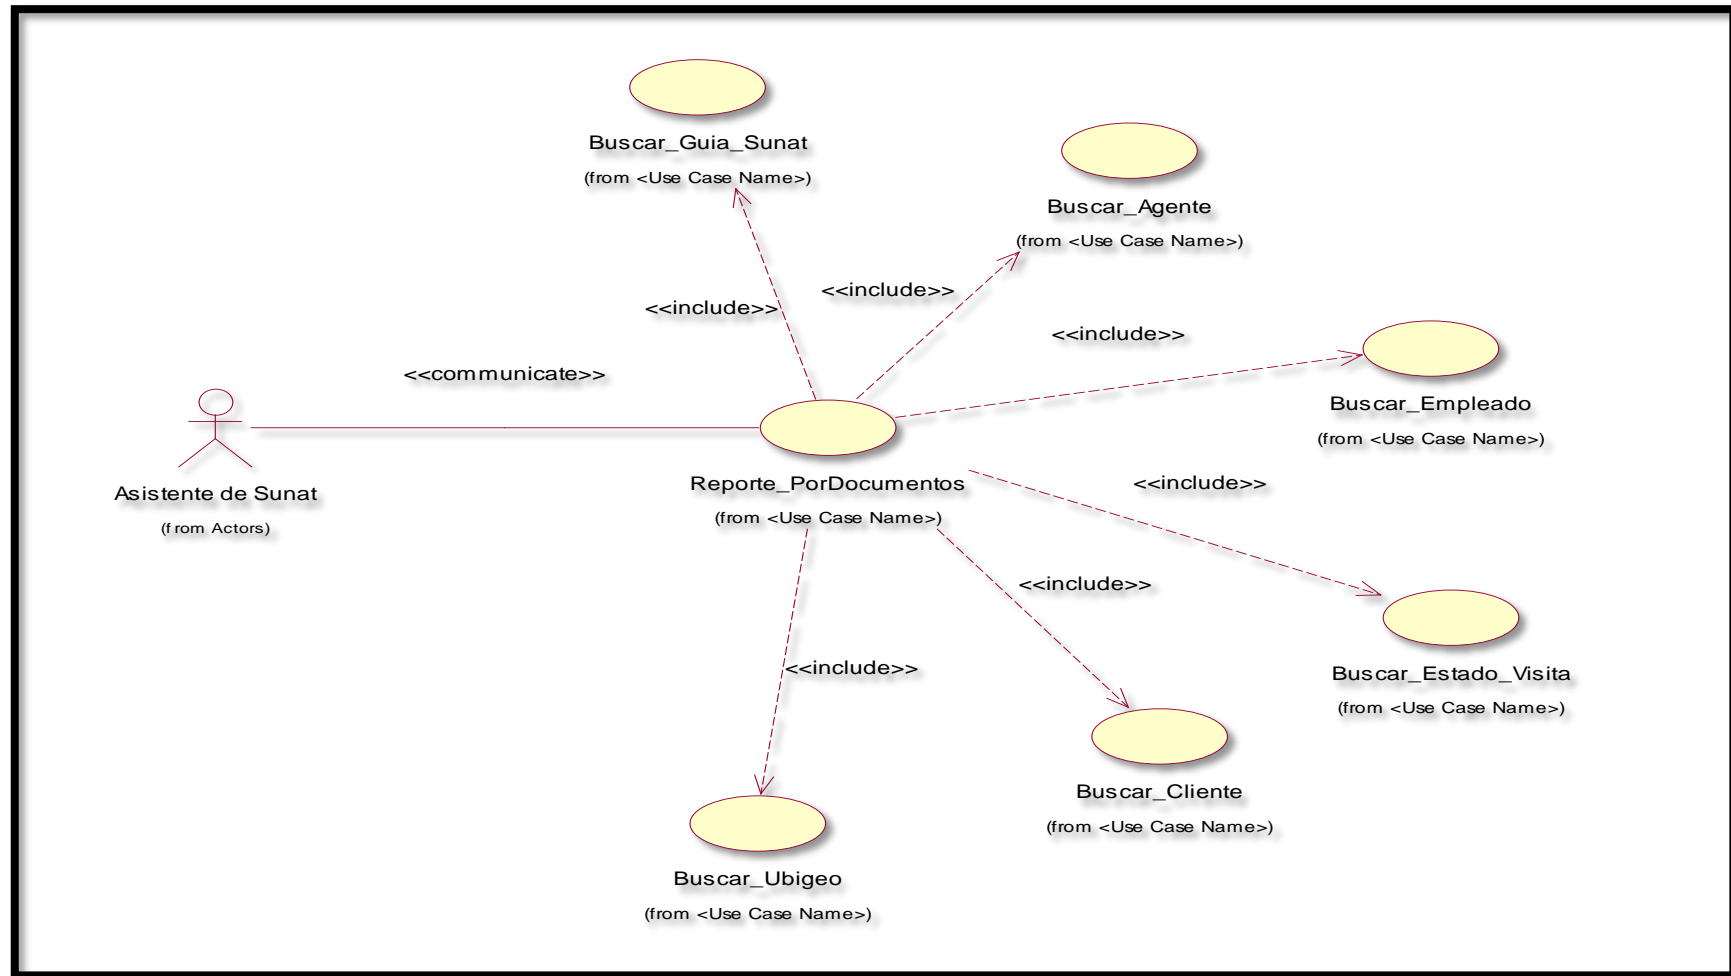 Buscar_Guia_Sunat
(from <Use Case Name>)
Buscar_Agente
(from <Use Case Name>)
<<include>>
<<include>>
<<include>>
Buscar_Empleado
(from <Use Case Name>)
<<communicate>>
Asistente de Sunat
(from Actors)
Reporte_PorDocumentos
(from <Use Case Name>)
<<include>>
<<include>>
<<include>>
Buscar_Estado_Visita
(from <Use Case Name>)
Buscar_Cliente
(from <Use Case Name>)
Buscar_Ubigeo
(from <Use Case Name>)